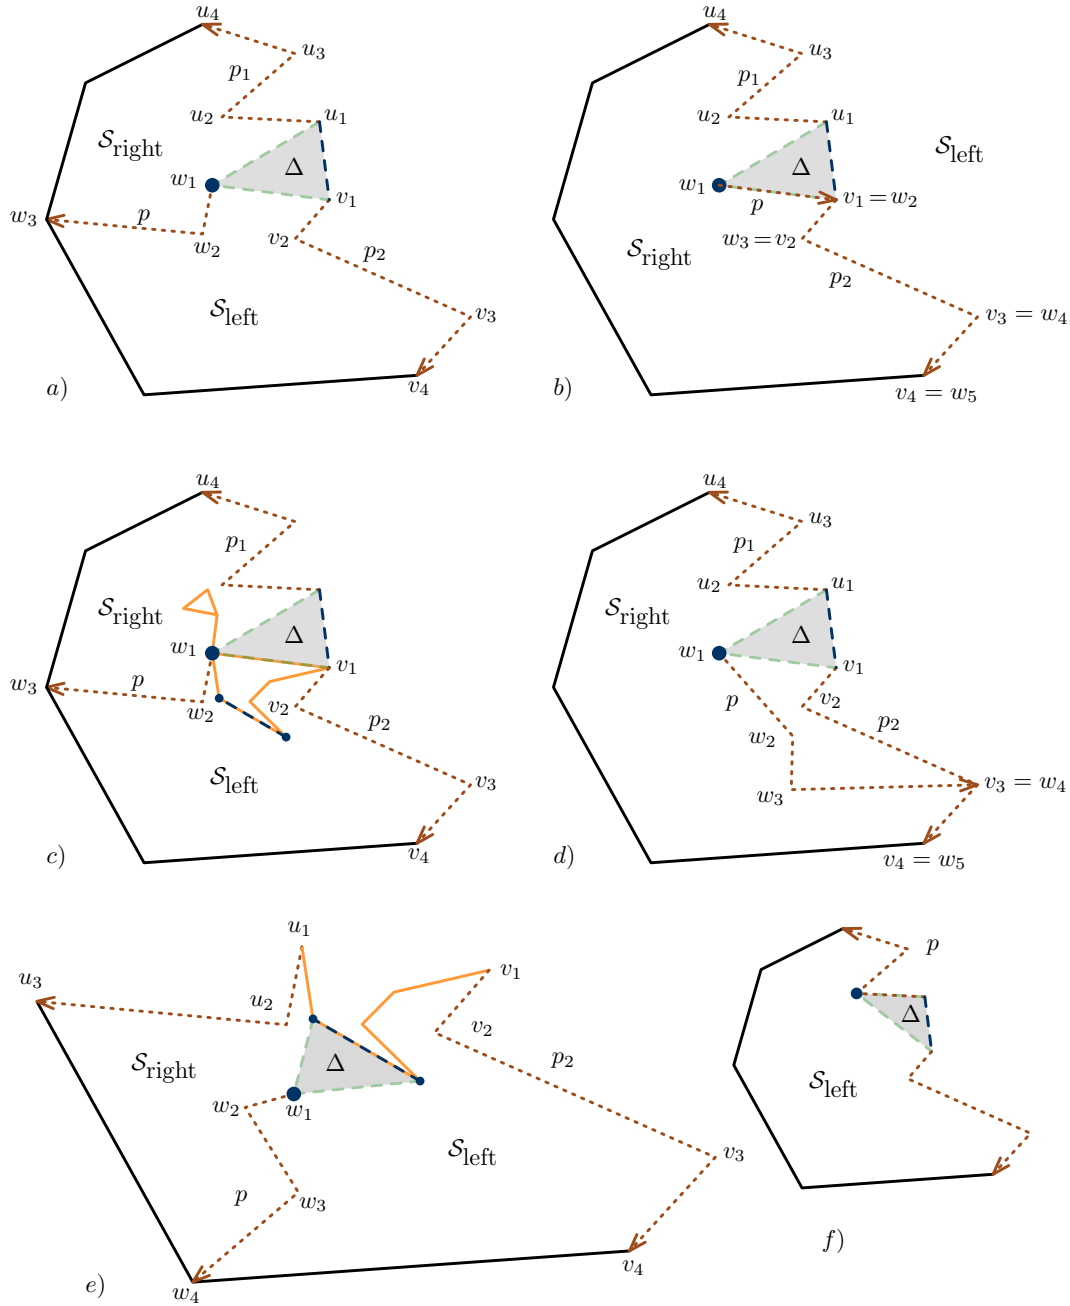 u₄ u₃ p₁ u₂ u₁ S_right w₁ Δ v₁ w₃ p w₂ v₂ p₂ S_left v₃ v₄ a)
u₄ u₃ p₁ u₂ u₁ S_left w₁ Δ p v₁ = w₂ w₃ = v₂ S_right p₂ v₃ = w₄ v₄ = w₅ b)
u₄ p₁ S_right w₁ Δ v₁ w₃ p w₂ v₂ p₂ S_left v₃ v₄ c)
u₄ u₃ p₁ u₂ u₁ S_right w₁ Δ v₁ p v₂ w₂ p₂ w₃ v₃ = w₄ v₄ = w₅ d)
u₁ u₃ u₂ v₁ v₂ S_right Δ p₂ w₂ w₁ S_left v₃ p w₃ v₄ w₄ e)
p Δ S_left f)